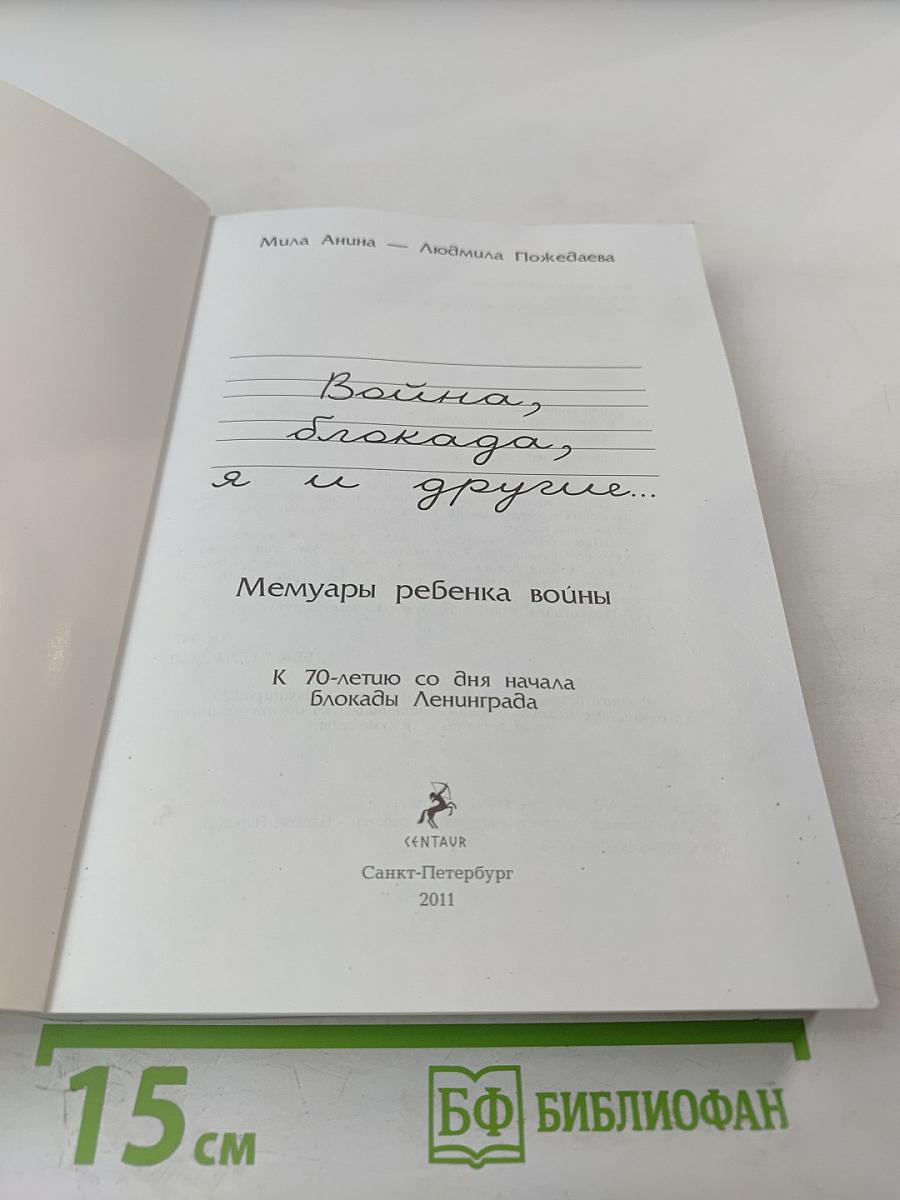 Мила Анина — Людмила Пожедаева
Война,
блокада,
я и другие...
Мемуары ребенка войны
К 70-летию со дня начала
блокады Ленинграда
CENTAUR
Санкт-Петербург
2011
15 см
БФ БИБЛИОФАН